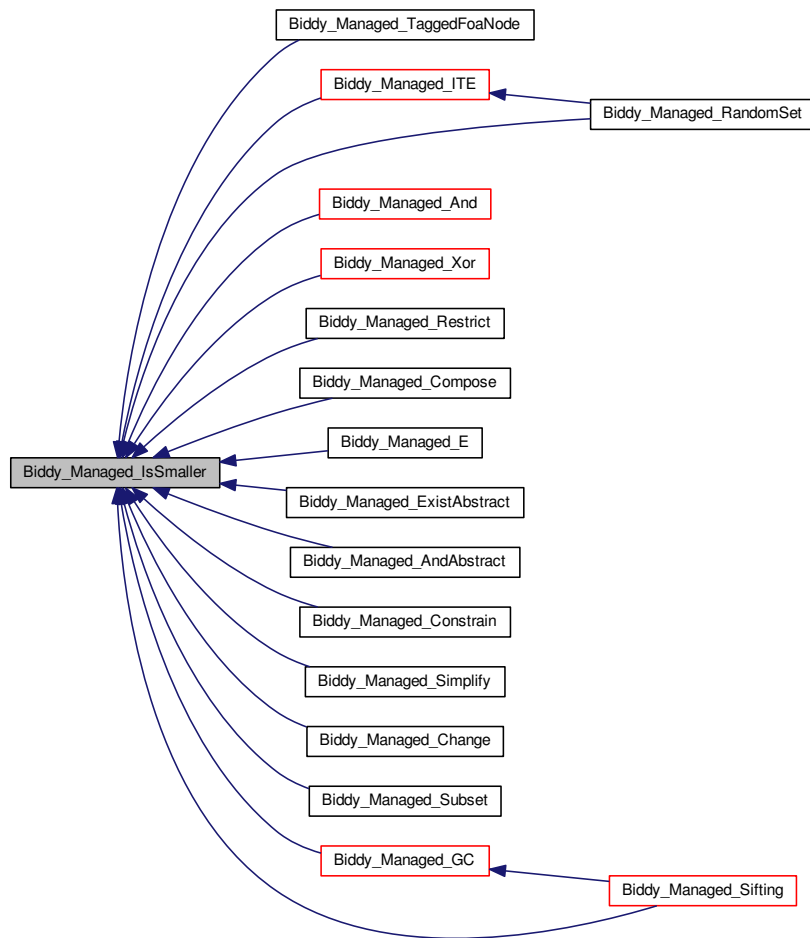 Biddy_Managed_TaggedFoaNode
Biddy_Managed_ITE
Biddy_Managed_RandomSet
Biddy_Managed_And
Biddy_Managed_Xor
Biddy_Managed_Restrict
Biddy_Managed_Compose
Biddy_Managed_E
Biddy_Managed_IsSmaller
Biddy_Managed_ExistAbstract
Biddy_Managed_AndAbstract
Biddy_Managed_Constrain
Biddy_Managed_Simplify
Biddy_Managed_Change
Biddy_Managed_Subset
Biddy_Managed_GC
Biddy_Managed_Sifting